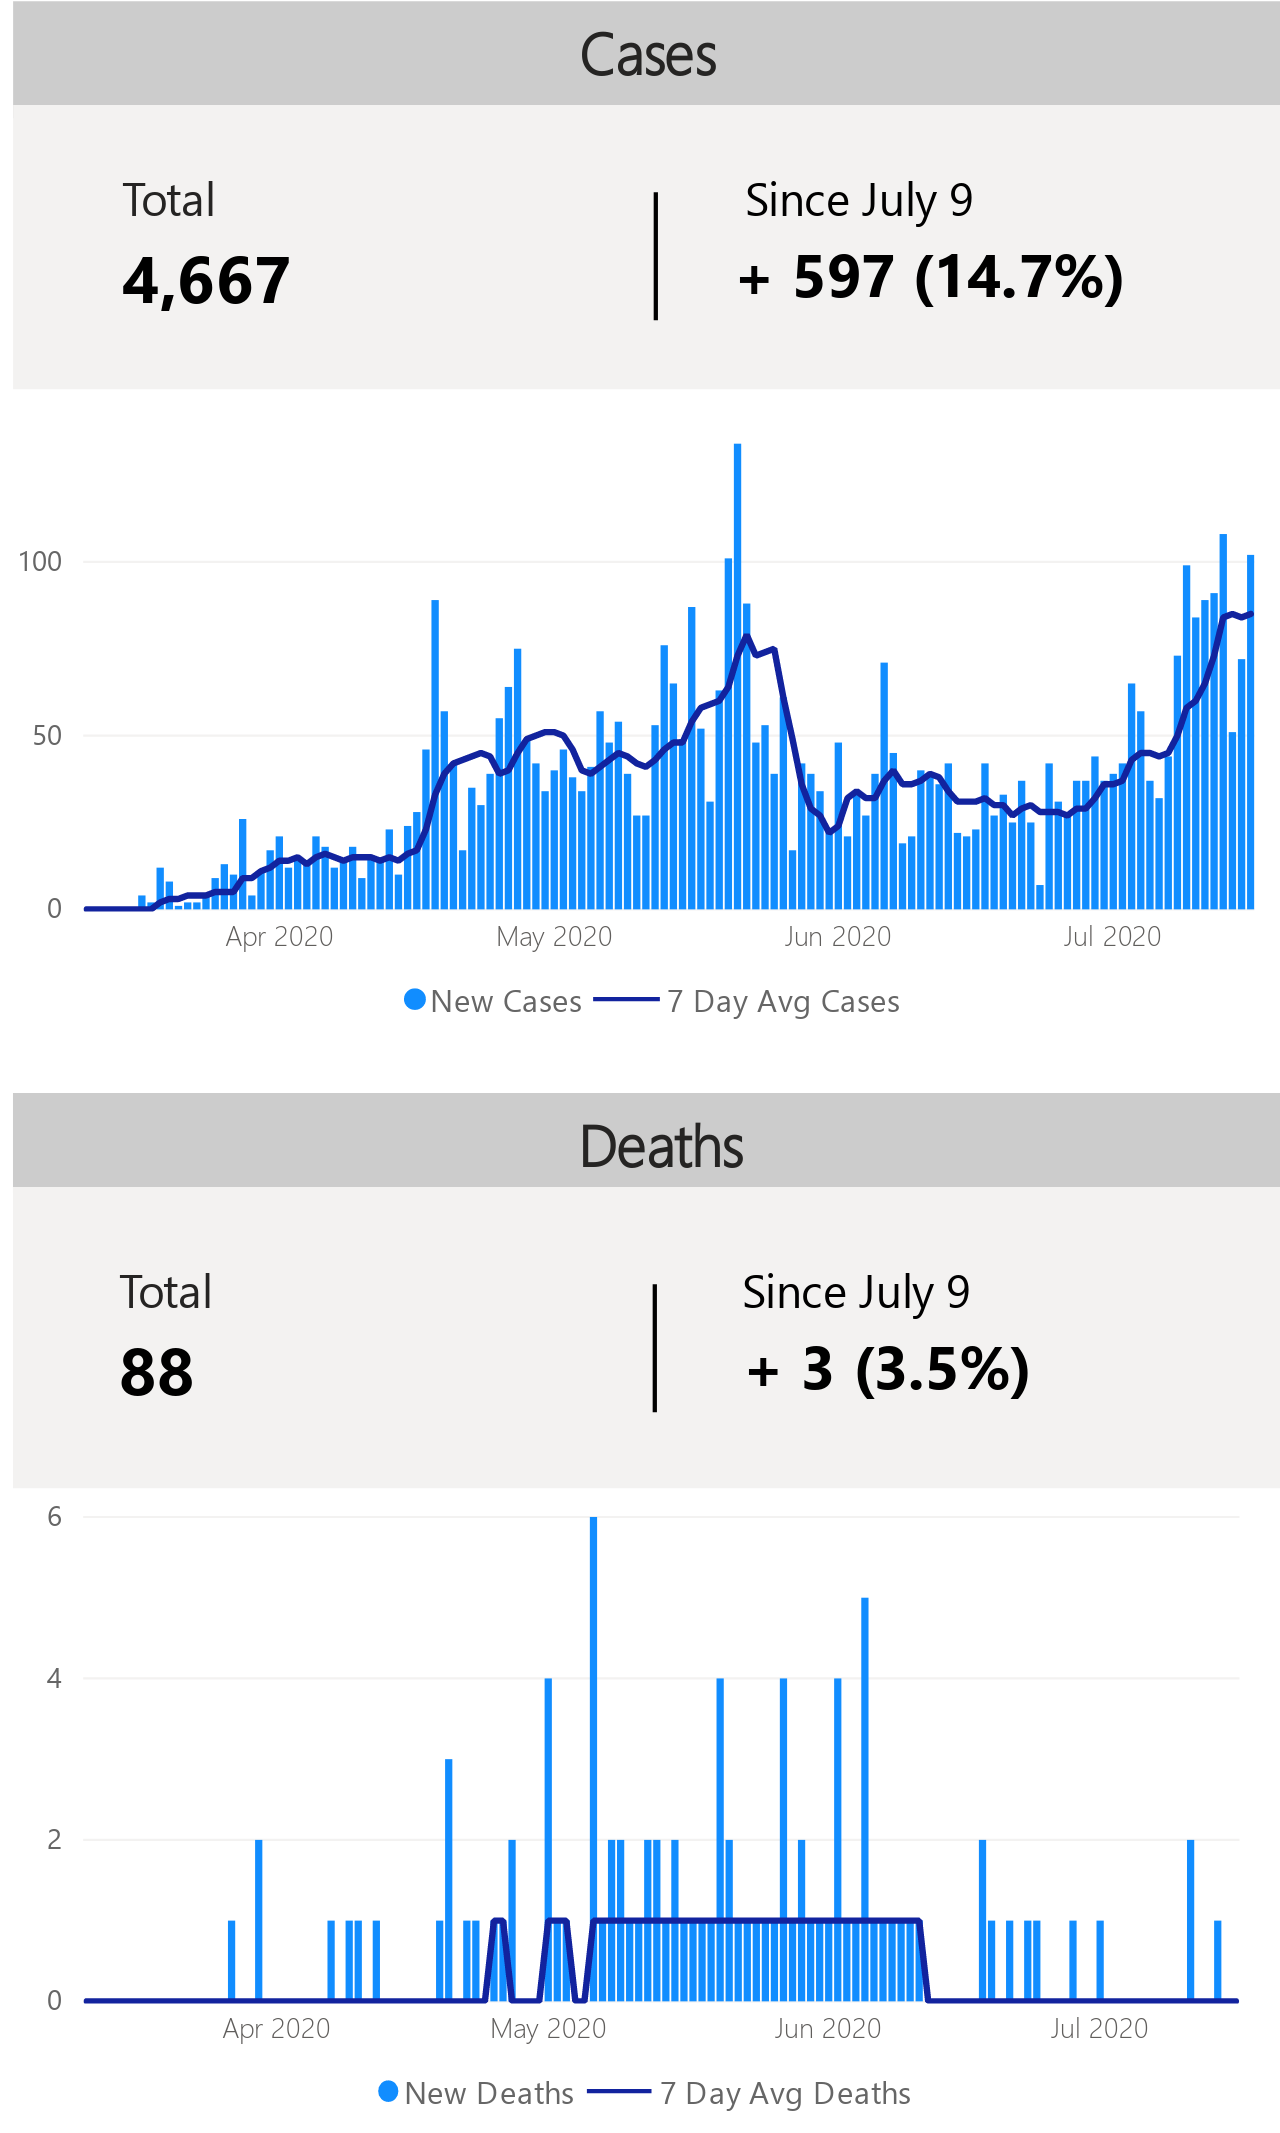 Cases
Total
Since July 9
4,667
+ 597 (14.7%)
100
50
0
Apr 2020
May 2020
Jun 2020
Jul 2020
New Cases
7 Day Avg Cases
Deaths
Total
Since July 9
88
+ 3 (3.5%)
6
4
2
0
Apr 2020
May 2020
Jun 2020
Jul 2020
New Deaths
7 Day Avg Deaths